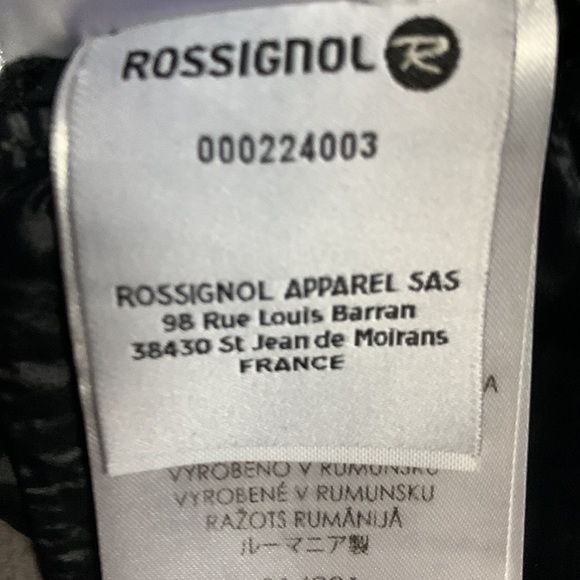 ROSSIGNOL R
000224003
ROSSIGNOL APPAREL SAS
98 Rue Louis Barran
38430 St Jean de Moirans
FRANCE
A
VYROBENO V RUMUNSKU
VYROBENÉ V RUMUNSKU
RAŽOTS RUMĀNIJĀ
ルーマニア製